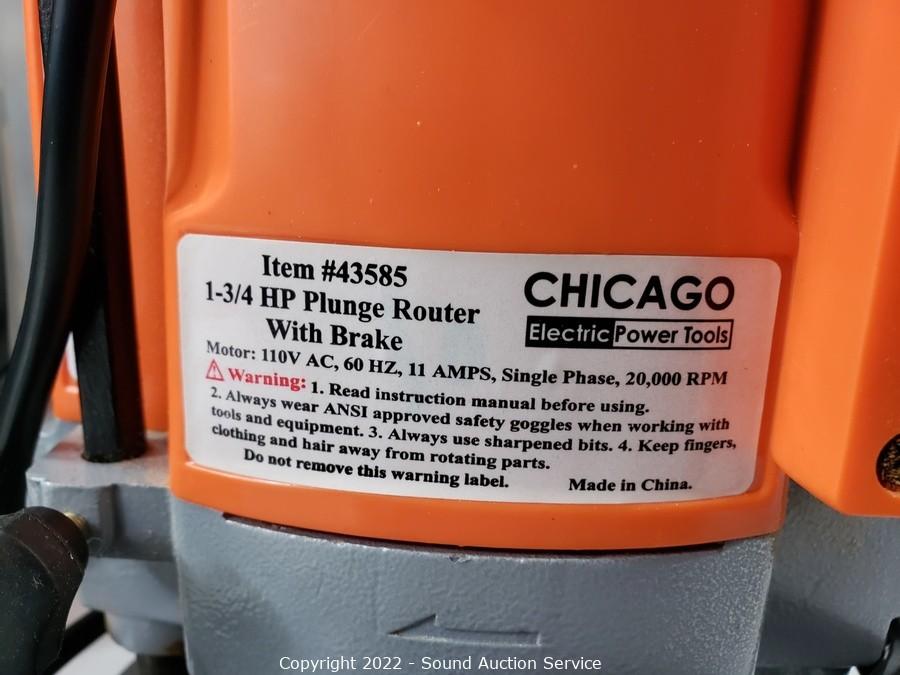 Item #43585
1-3/4 HP Plunge Router
With Brake
CHICAGO
Electric Power Tools
Motor: 110V AC, 60 HZ, 11 AMPS, Single Phase, 20,000 RPM
Warning: 1. Read instruction manual before using.
2. Always wear ANSI approved safety goggles when working with
tools and equipment. 3. Always use sharpened bits. 4. Keep fingers,
clothing and hair away from rotating parts.
Do not remove this warning label. Made in China.
Copyright 2022 - Sound Auction Service